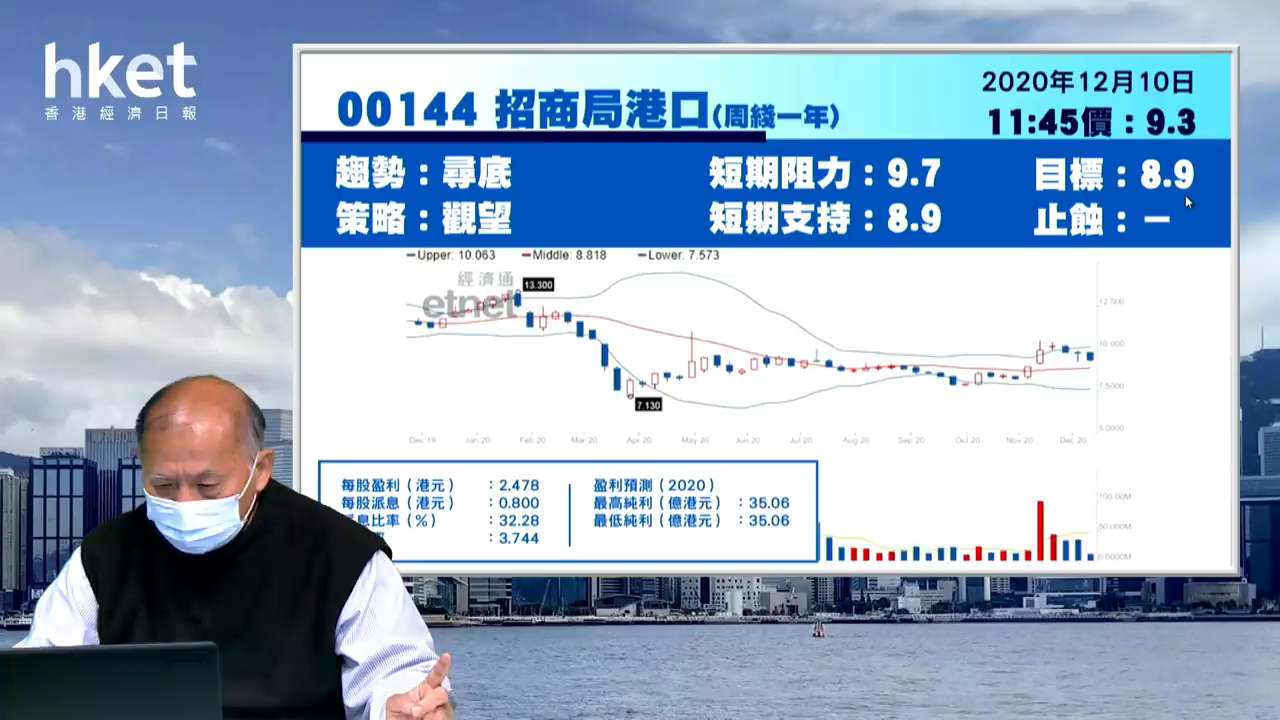 hket
香港經濟日報
00144 招商局港口(周綫一年)
2020年12月10日
11:45價：9.3
趨勢：尋底
短期阻力：9.7
目標：8.9
策略：觀望
短期支持：8.9
止蝕：－
Upper: 10.063 Middle: 8.818 Lower: 7.573
經濟通
etnet
13.300
7.130
12.500
10.000
7.5000
5.0000
Dec 19 Jan 20 Feb 20 Mar 20 Apr 20 May 20 Jun 20 Jul 20 Aug 20 Sep 20 Oct 20 Nov 20 Dec 20
每股盈利（港元）：2.478
每股派息（港元）：0.800
息比率（%）：32.28
：3.744
盈利預測（2020）
最高純利（億港元）：35.06
最低純利（億港元）：35.06
100.00M
50.000M
0.0000M